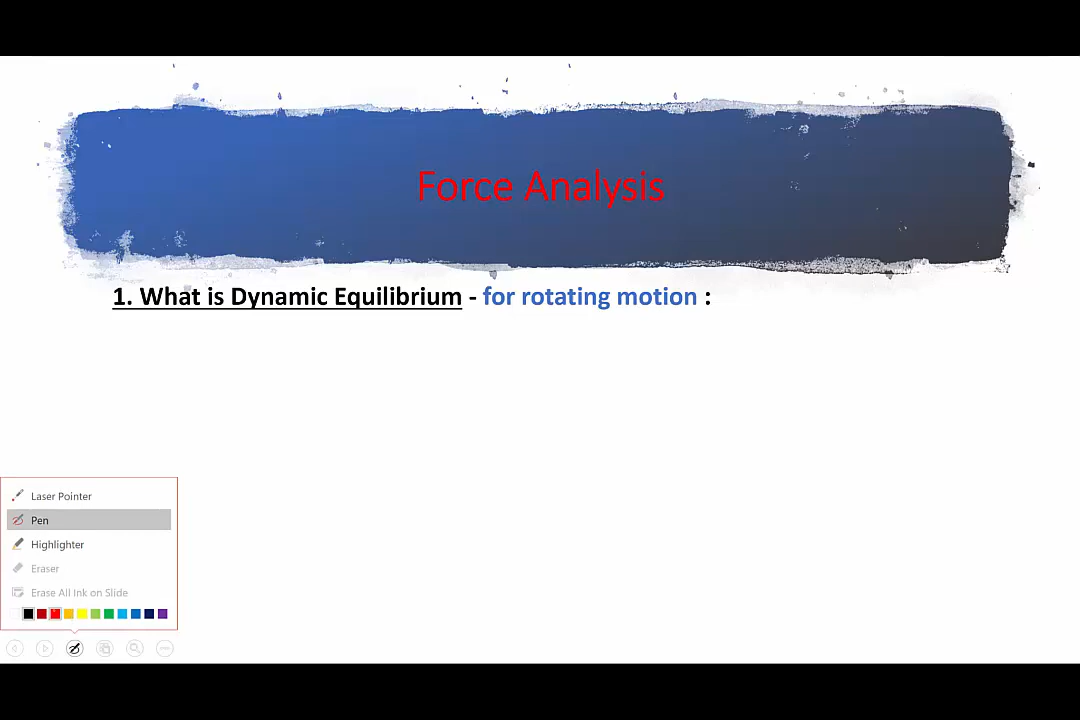 Force Analysis
1. What is Dynamic Equilibrium - for rotating motion :
Laser Pointer
Pen
Highlighter
Eraser
Erase All Ink on Slide